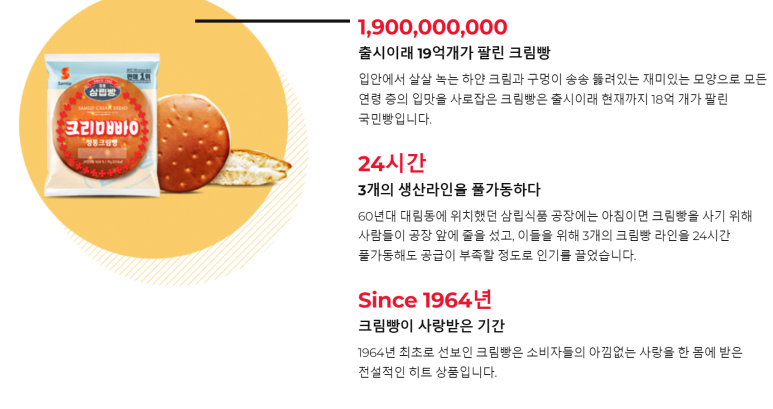 1,900,000,000
출시이래 19억개가 팔린 크림빵
입안에서 살살 녹는 하얀 크림과 구멍이 송송 뚫려있는 재미있는 모양으로 모든
연령 층의 입맛을 사로잡은 크림빵은 출시이래 현재까지 18억 개가 팔린
국민빵입니다.
24시간
3개의 생산라인을 풀가동하다
60년대 대림동에 위치했던 삼립식품 공장에는 아침이면 크림빵을 사기 위해
사람들이 공장 앞에 줄을 섰고, 이들을 위해 3개의 크림빵 라인을 24시간
풀가동해도 공급이 부족할 정도로 인기를 끌었습니다.
Since 1964년
크림빵이 사랑받은 기간
1964년 최초로 선보인 크림빵은 소비자들의 아낌없는 사랑을 한 몸에 받은
전설적인 히트 상품입니다.
판매 1위
삼립빵
크리미빠아
정통크림빵